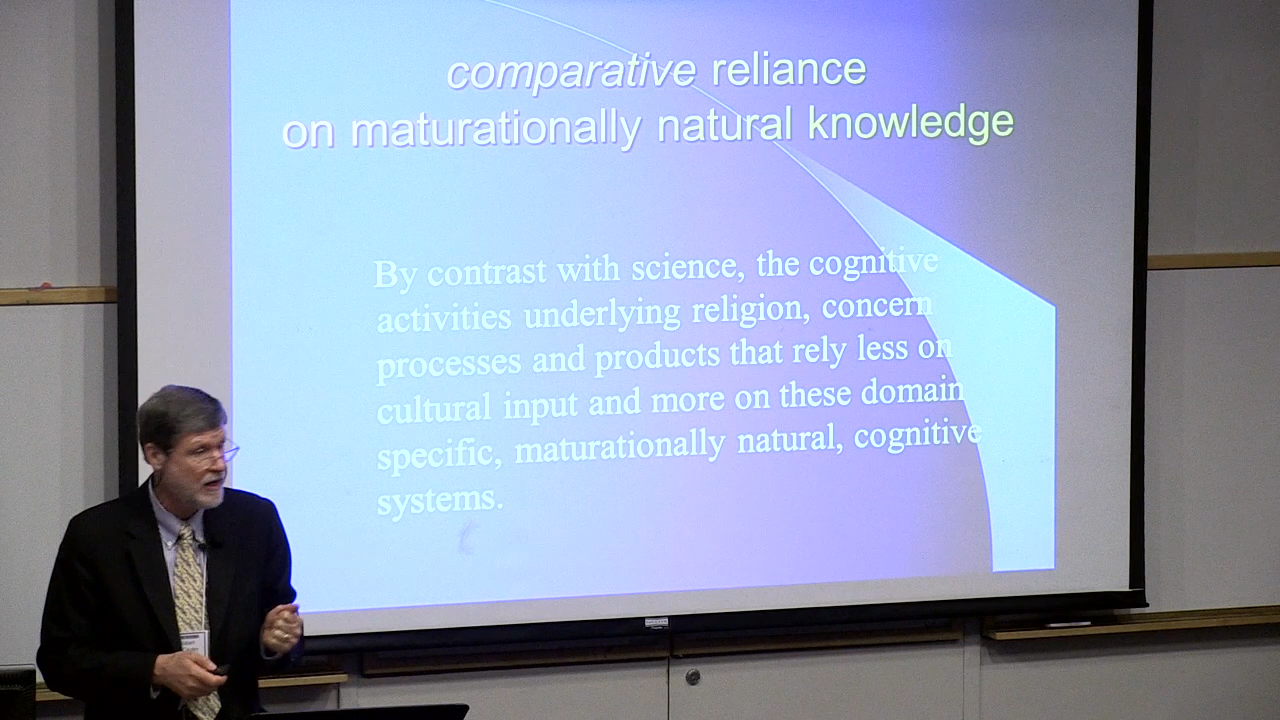 comparative reliance
on maturationally natural knowledge
By contrast with science, the cognitive
activities underlying religion, concern
processes and products that rely less on
cultural input and more on these domain
specific, maturationally natural, cognitive
systems.